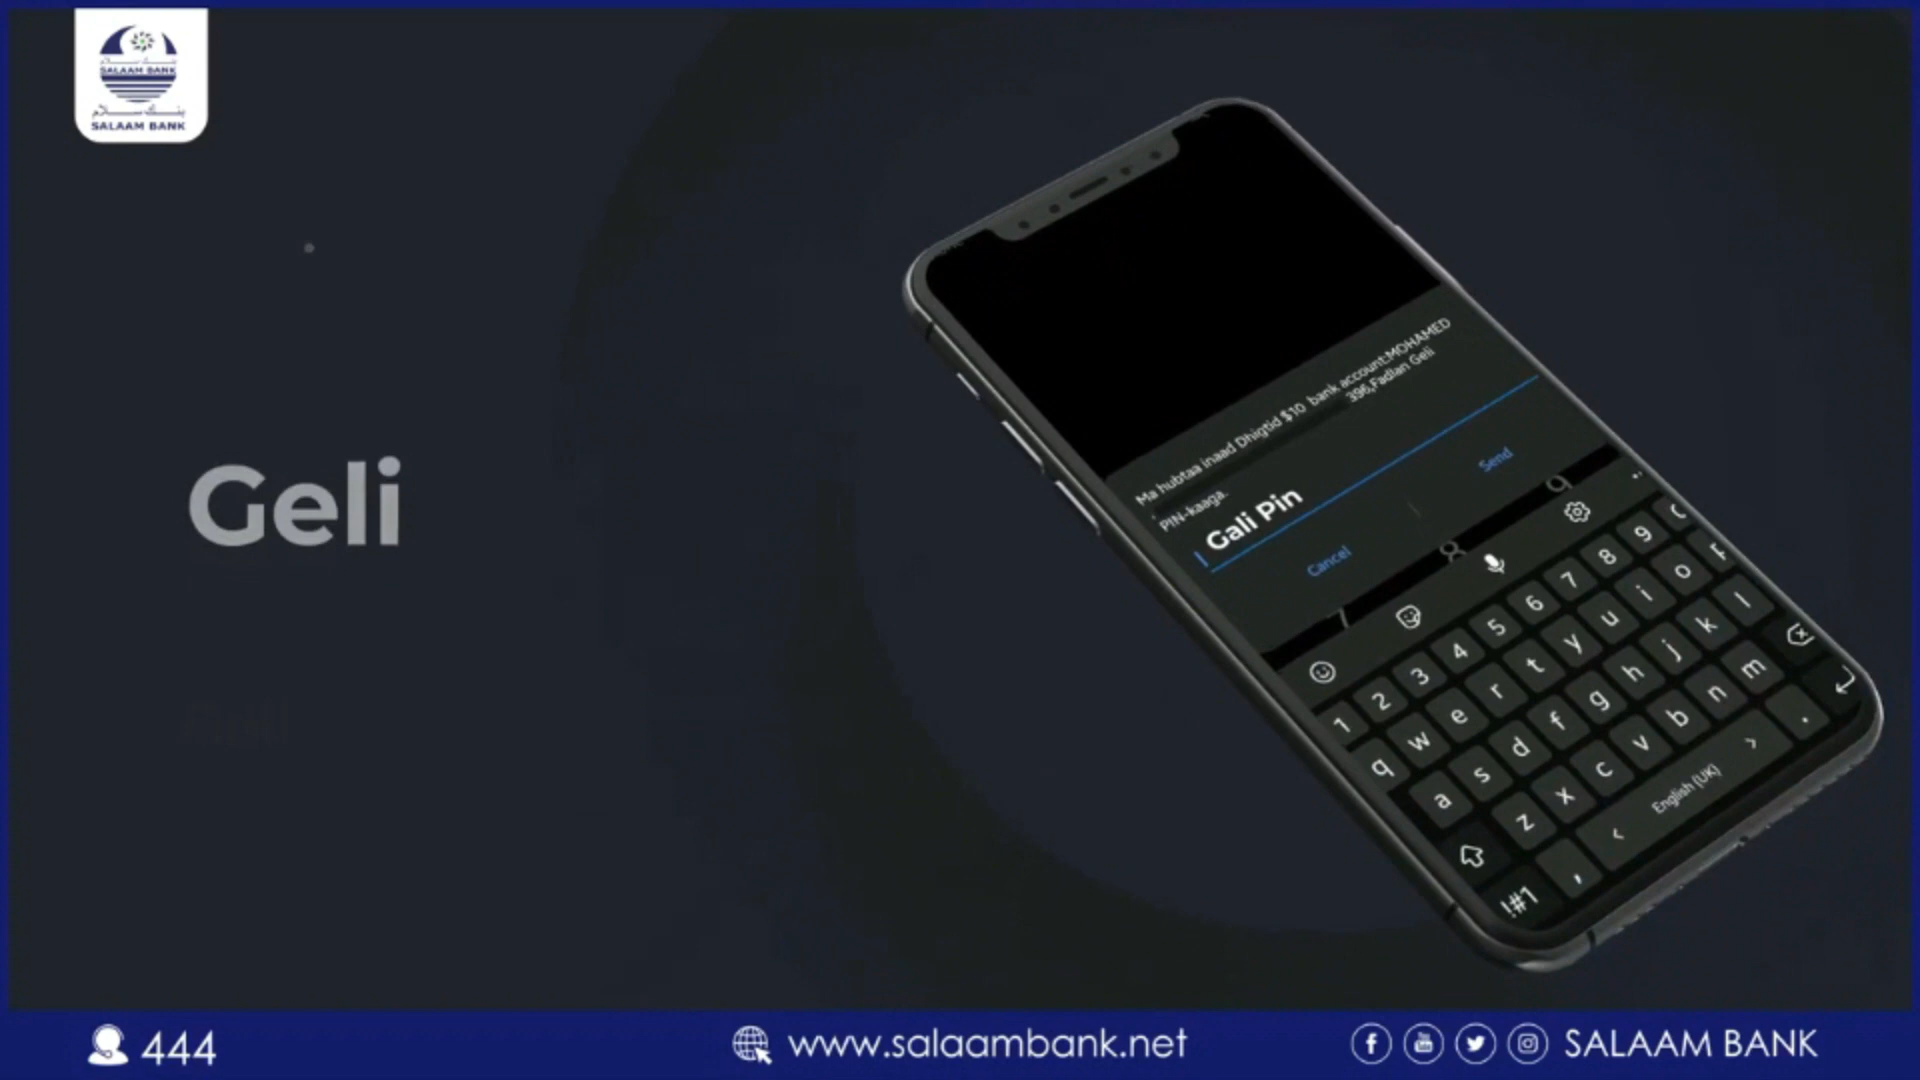 SALAAM BANK
SALAAM BANK
Geli
Ma hubtaa inaad Dhigtid $10 bank account:MOHAMED
396,Fadlan Geli
PIN-kaaga.
Gali Pin
Cancel
Send
1 2 3 4 5 6 7 8 9
q w e r t y u i o
a s d f g h j k l
z x c v b n m
!#1 , < English (UK) > .
444
www.salaambank.net
SALAAM BANK